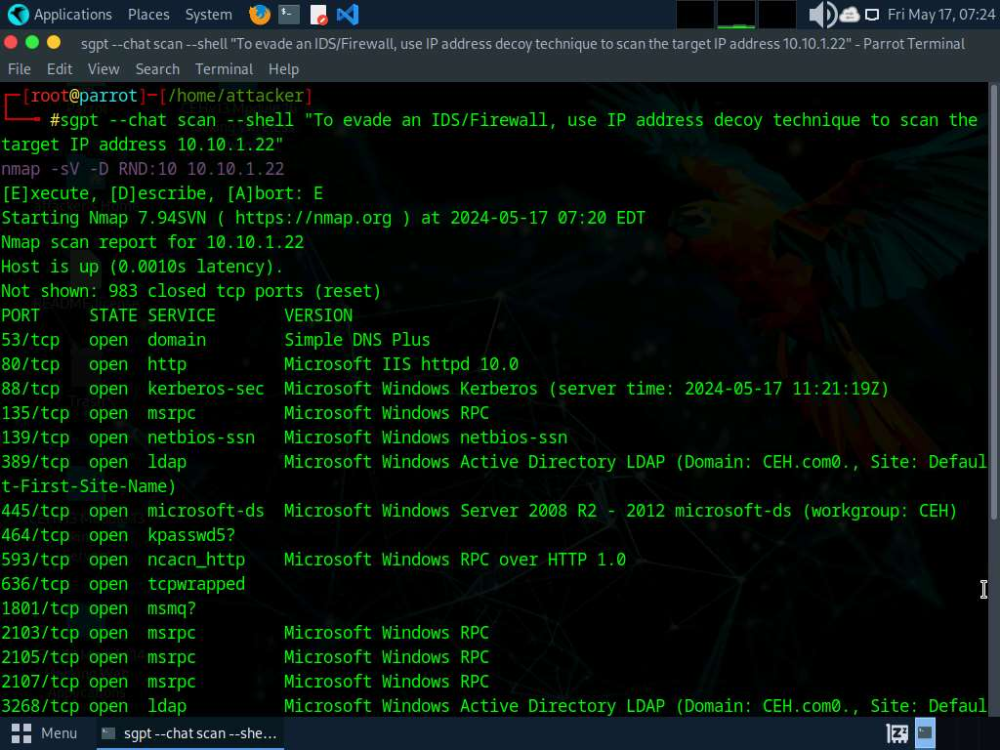 Applications Places System Fri May 17, 07:24
sgpt --chat scan --shell "To evade an IDS/Firewall, use IP address decoy technique to scan the target IP address 10.10.1.22" - Parrot Terminal
File Edit View Search Terminal Help
┌─[root@parrot]─[/home/attacker]
└──╼ #sgpt --chat scan --shell "To evade an IDS/Firewall, use IP address decoy technique to scan the
target IP address 10.10.1.22"
nmap -sV -D RND:10 10.10.1.22
[E]xecute, [D]escribe, [A]bort: E
Starting Nmap 7.94SVN ( https://nmap.org ) at 2024-05-17 07:20 EDT
Nmap scan report for 10.10.1.22
Host is up (0.0010s latency).
Not shown: 983 closed tcp ports (reset)
PORT     STATE SERVICE       VERSION
53/tcp   open  domain        Simple DNS Plus
80/tcp   open  http          Microsoft IIS httpd 10.0
88/tcp   open  kerberos-sec  Microsoft Windows Kerberos (server time: 2024-05-17 11:21:19Z)
135/tcp  open  msrpc         Microsoft Windows RPC
139/tcp  open  netbios-ssn   Microsoft Windows netbios-ssn
389/tcp  open  ldap          Microsoft Windows Active Directory LDAP (Domain: CEH.com0., Site: Defaul
t-First-Site-Name)
445/tcp  open  microsoft-ds  Microsoft Windows Server 2008 R2 - 2012 microsoft-ds (workgroup: CEH)
464/tcp  open  kpasswd5?
593/tcp  open  ncacn_http    Microsoft Windows RPC over HTTP 1.0
636/tcp  open  tcpwrapped
1801/tcp open  msmq?
2103/tcp open  msrpc         Microsoft Windows RPC
2105/tcp open  msrpc         Microsoft Windows RPC
2107/tcp open  msrpc         Microsoft Windows RPC
3268/tcp open  ldap          Microsoft Windows Active Directory LDAP (Domain: CEH.com0., Site: Defaul
Menu sgpt --chat scan --she...